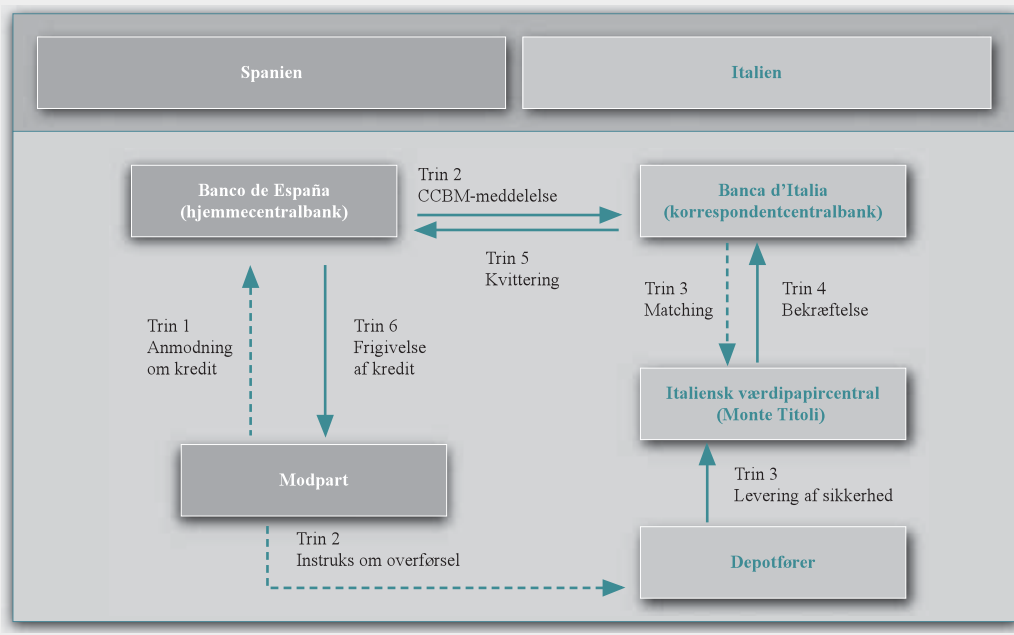 Spanien
Italien
Banco de España
(hjemmecentralbank)
Trin 2
CCBM-meddelelse
Banca d’Italia
(korrespondentcentralbank)
Trin 5
Kvittering
Trin 3
Matching
Trin 4
Bekræftelse
Trin 1
Anmodning
om kredit
Trin 6
Frigivelse
af kredit
Italiensk værdipapircentral
(Monte Titoli)
Modpart
Trin 3
Levering af sikkerhed
Trin 2
Instruks om overførsel
Depotfører